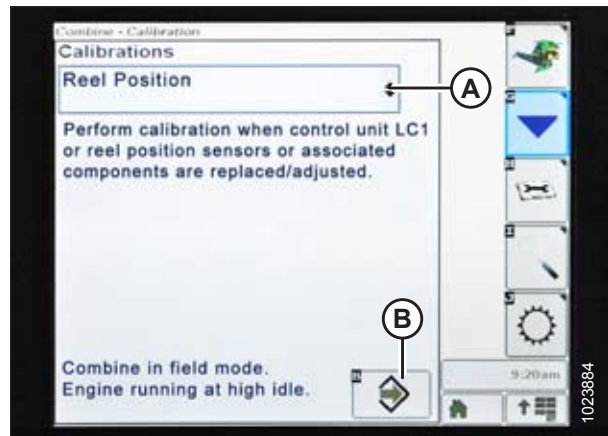 Combine - Calibration
Calibrations
Reel Position
A
Perform calibration when control unit LC1
or reel position sensors or associated
components are replaced/adjusted.
B
Combine in field mode.
Engine running at high idle.
9:20am
1023884